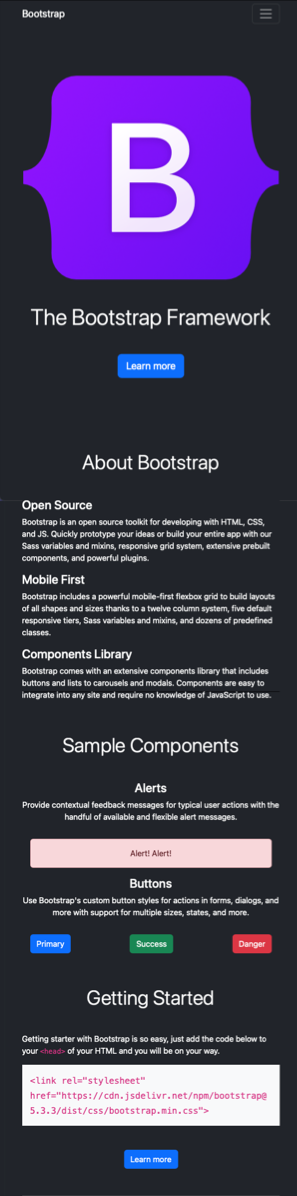 Bootstrap
B
The Bootstrap Framework
Learn more
About Bootstrap
Open Source
Bootstrap is an open source toolkit for developing with HTML, CSS,
and JS. Quickly prototype your ideas or build your entire app with our
Sass variables and mixins, responsive grid system, extensive prebuilt
components, and powerful plugins.
Mobile First
Bootstrap includes a powerful mobile-first flexbox grid to build layouts
of all shapes and sizes thanks to a twelve column system, five default
responsive tiers, Sass variables and mixins, and dozens of predefined
classes.
Components Library
Bootstrap comes with an extensive components library that includes
buttons and lists to carousels and modals. Components are easy to
integrate into any site and require no knowledge of JavaScript to use.
Sample Components
Alerts
Provide contextual feedback messages for typical user actions with the
handful of available and flexible alert messages.
Alert! Alert!
Buttons
Use Bootstrap's custom button styles for actions in forms, dialogs, and
more with support for multiple sizes, states, and more.
Primary Success Danger
Getting Started
Getting starter with Bootstrap is so easy, just add the code below to
your <head> of your HTML and you will be on your way.
<link rel="stylesheet"
href="https://cdn.jsdelivr.net/npm/bootstrap@
5.3.3/dist/css/bootstrap.min.css">
Learn more